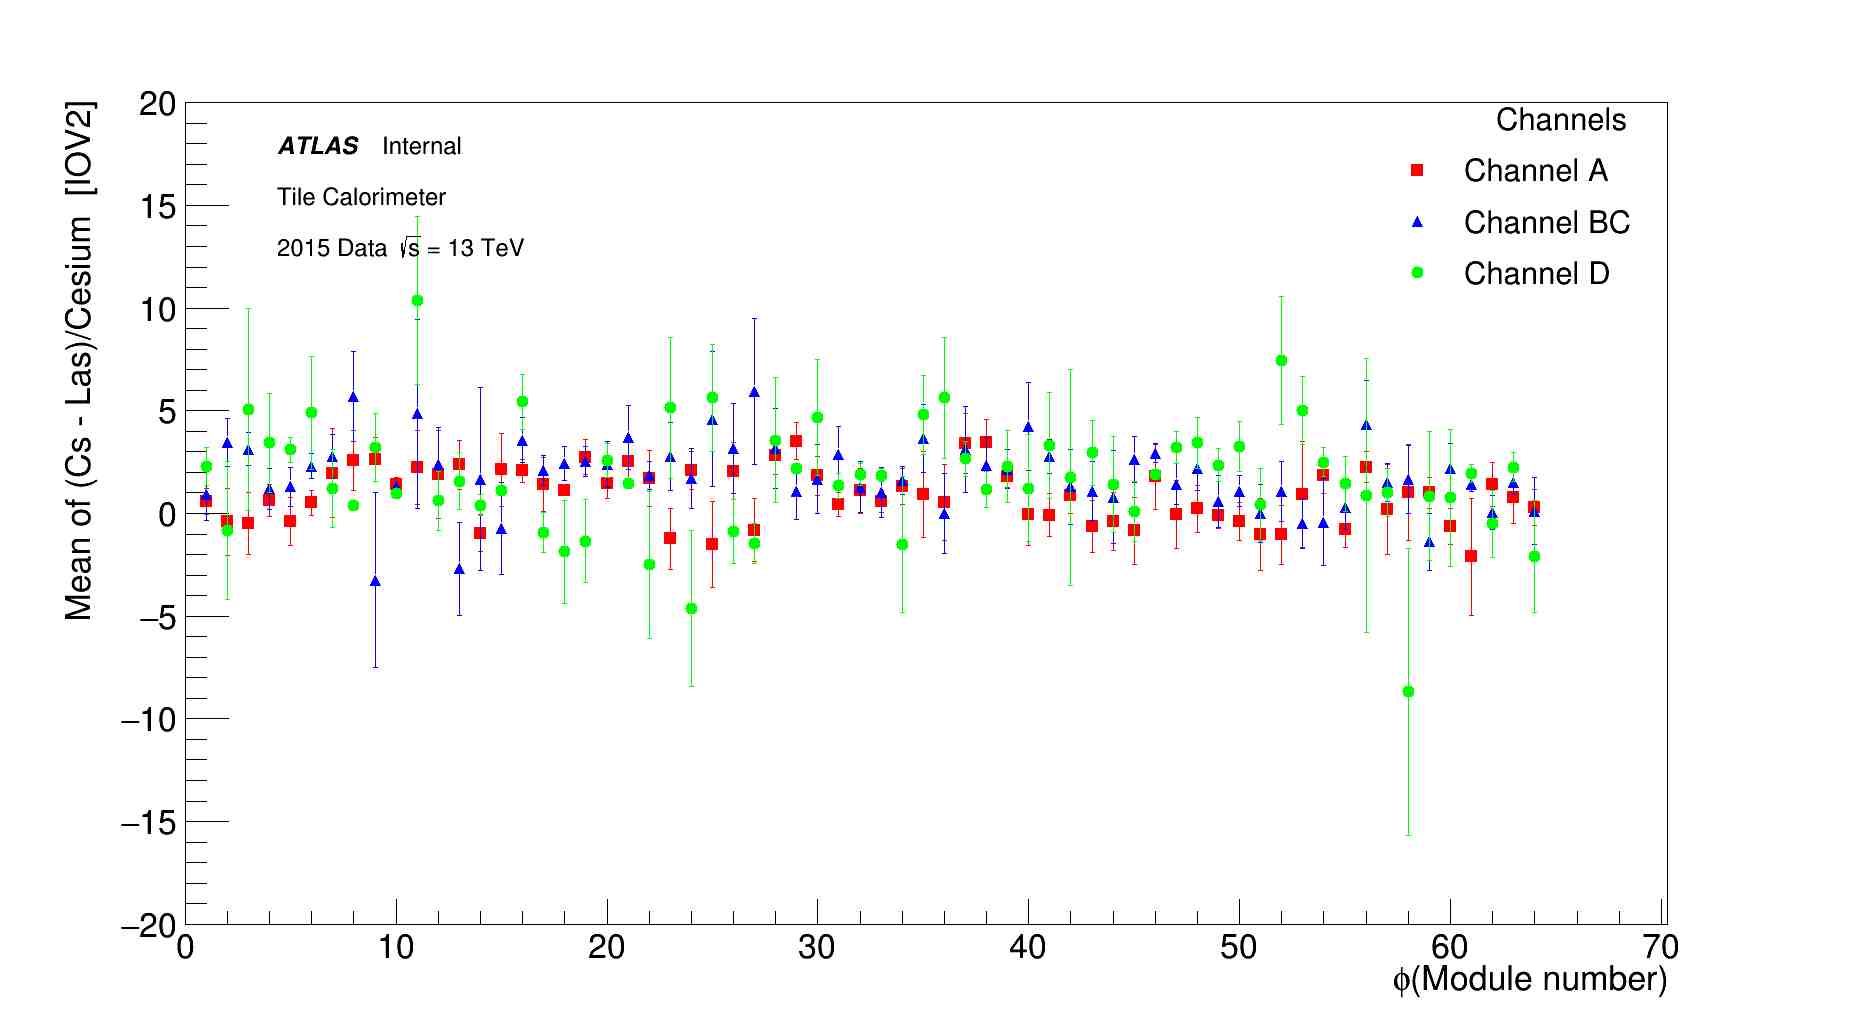 Mean of (Cs - Las)/Cesium [IOV2]
20
15
10
5
0
−5
−10
−15
−20
ATLAS Internal
Tile Calorimeter
2015 Data √s = 13 TeV
Channels
Channel A
Channel BC
Channel D
0 10 20 30 40 50 60 70
ϕ(Module number)